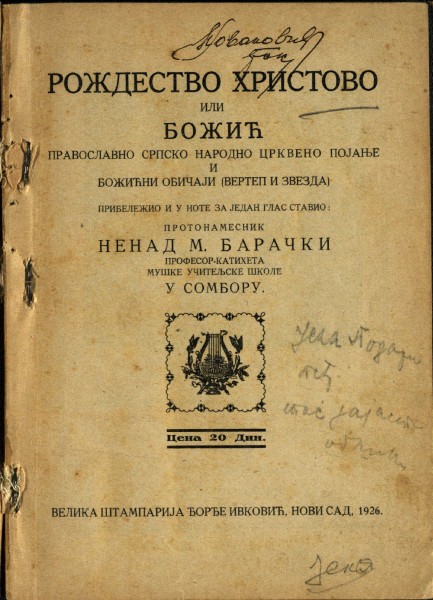 РОЖДЕСТВО ХРИСТОВО
ИЛИ
БОЖИЋ
ПРАВОСЛАВНО СРПСКО НАРОДНО ЦРКВЕНО ПОЈАЊЕ
И
БОЖИЋНИ ОБИЧАЈИ (ВЕРТЕП И ЗВЕЗДА)
ПРИБЕЛЕЖИО И У НОТЕ ЗА ЈЕДАН ГЛАС СТАВИО:
ПРОТОНАМЕСНИК
НЕНАД М. БАРАЧКИ
ПРОФЕСОР-КАТИХЕТА
МУШКЕ УЧИТЕЉСКЕ ШКОЛЕ
У СОМБОРУ.
Цена 20 Дин.
ВЕЛИКА ШТАМПАРИЈА ЂОРЂЕ ИВКОВИЋ, НОВИ САД, 1926.